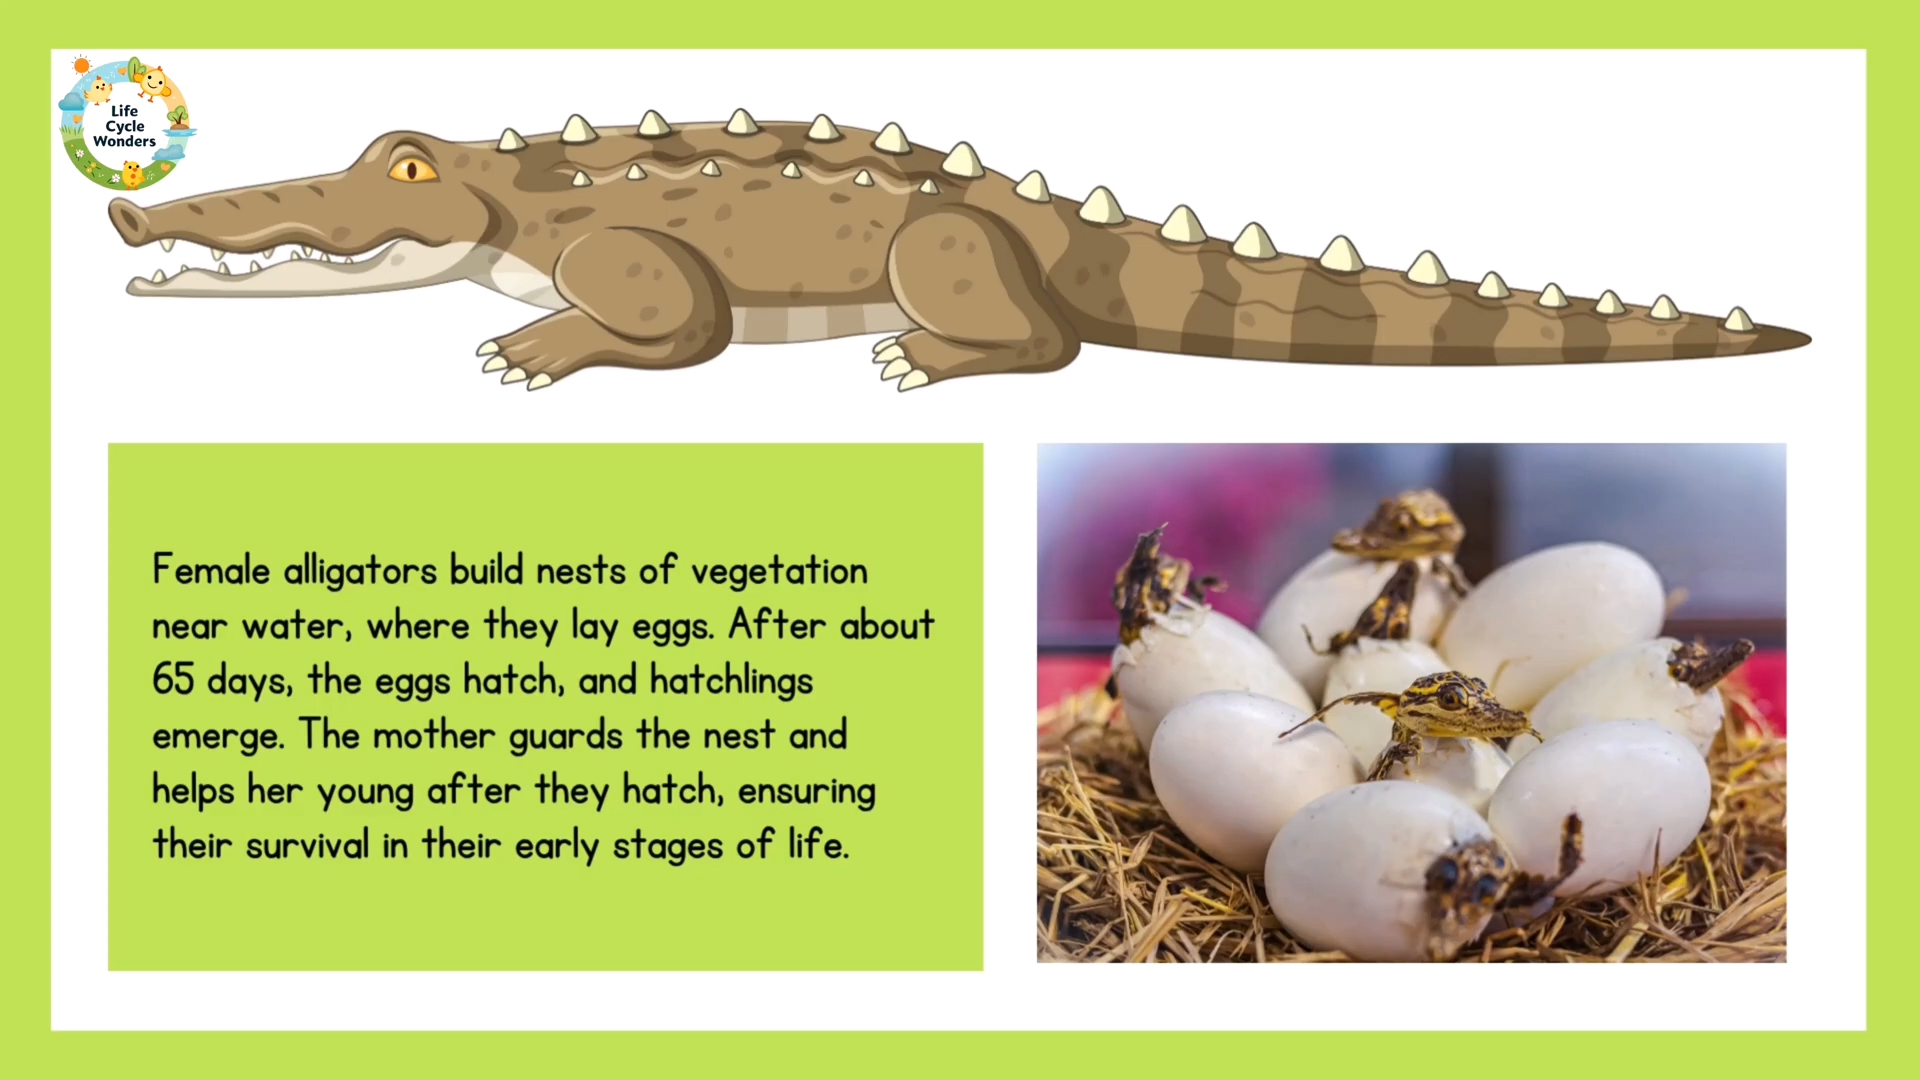 Life
Cycle
Wonders
Female alligators build nests of vegetation
near water, where they lay eggs. After about
65 days, the eggs hatch, and hatchlings
emerge. The mother guards the nest and
helps her young after they hatch, ensuring
their survival in their early stages of life.